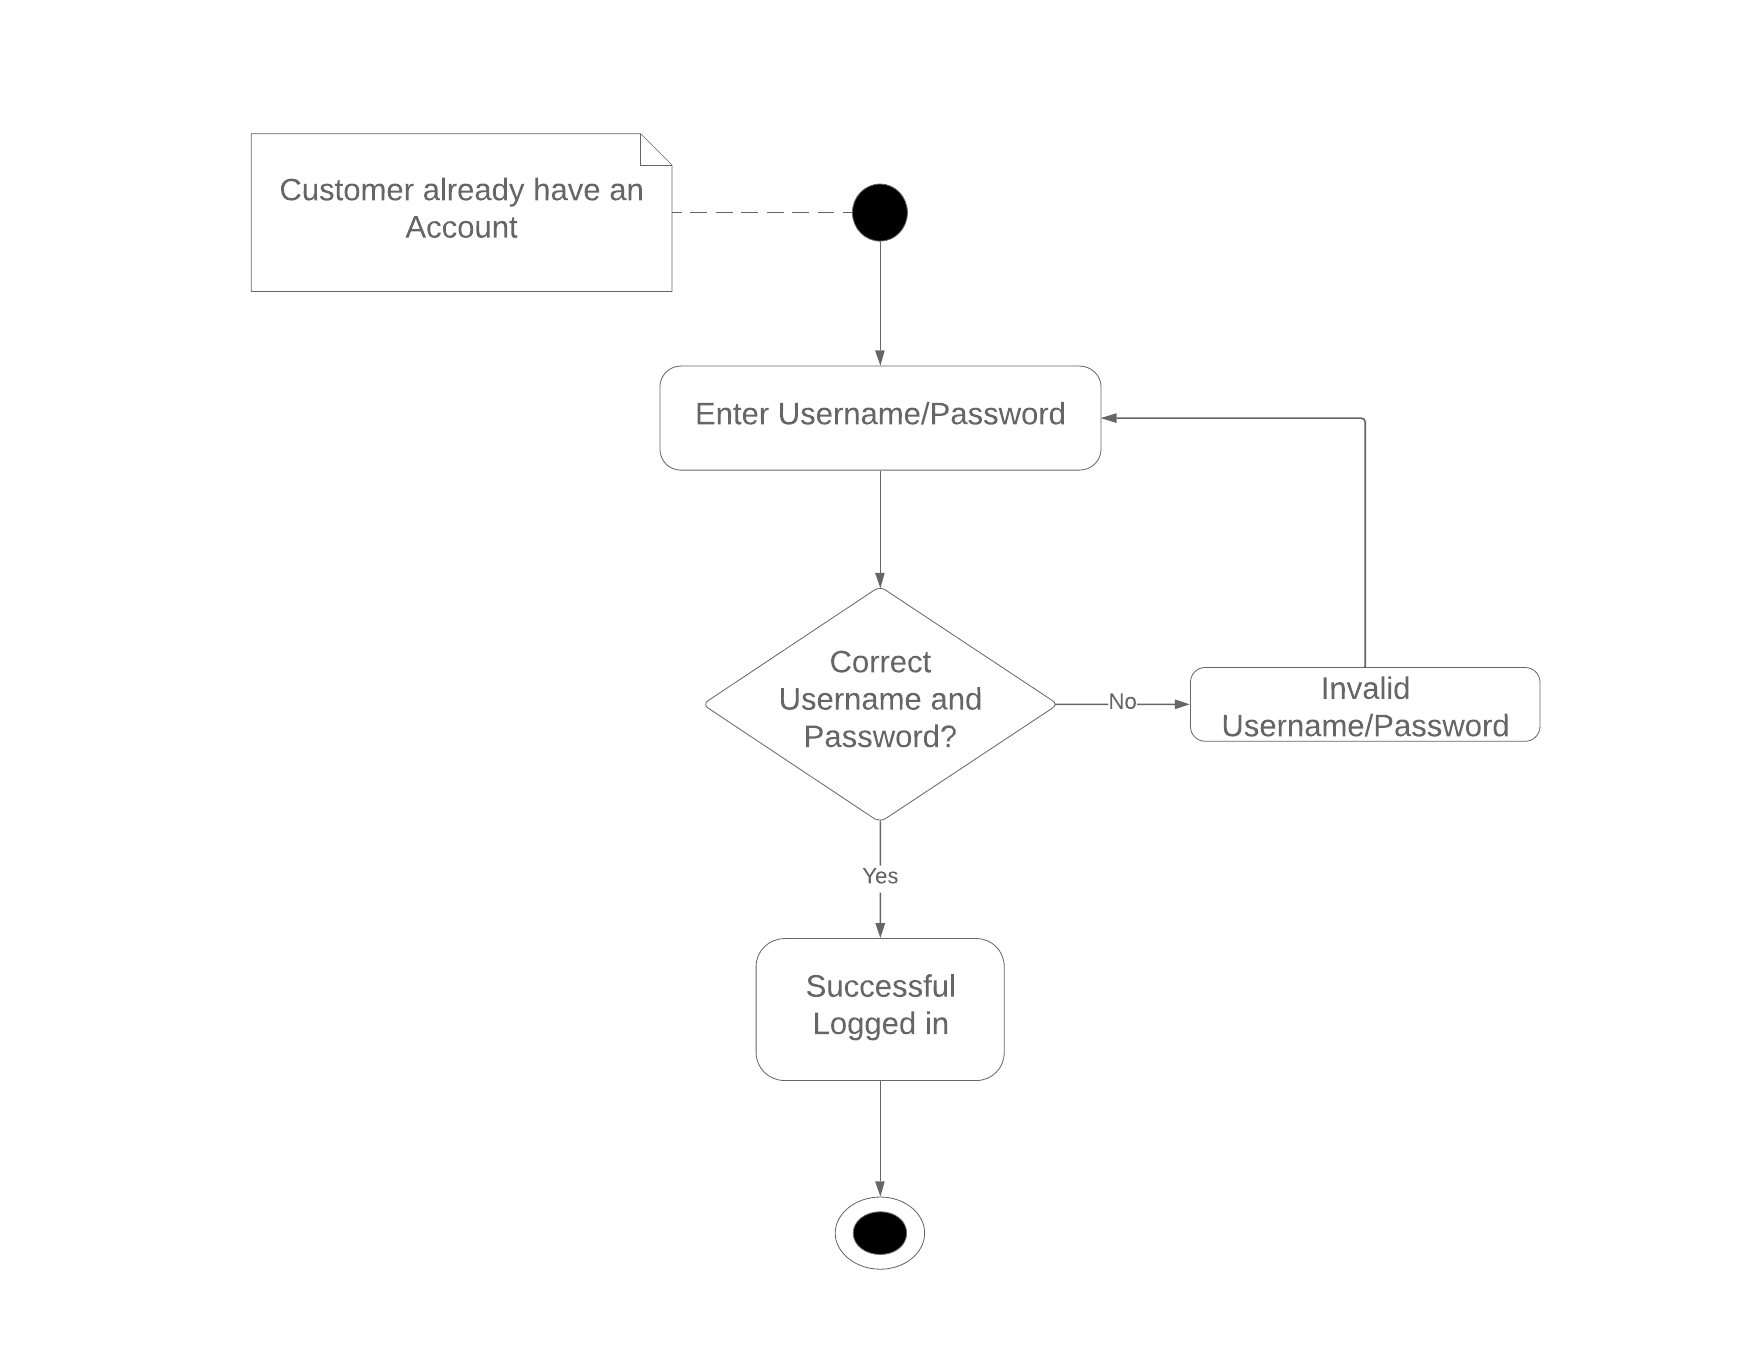 Customer already have an
Account
Enter Username/Password
Correct
Username and
Password?
No
Invalid
Username/Password
Yes
Successful
Logged in